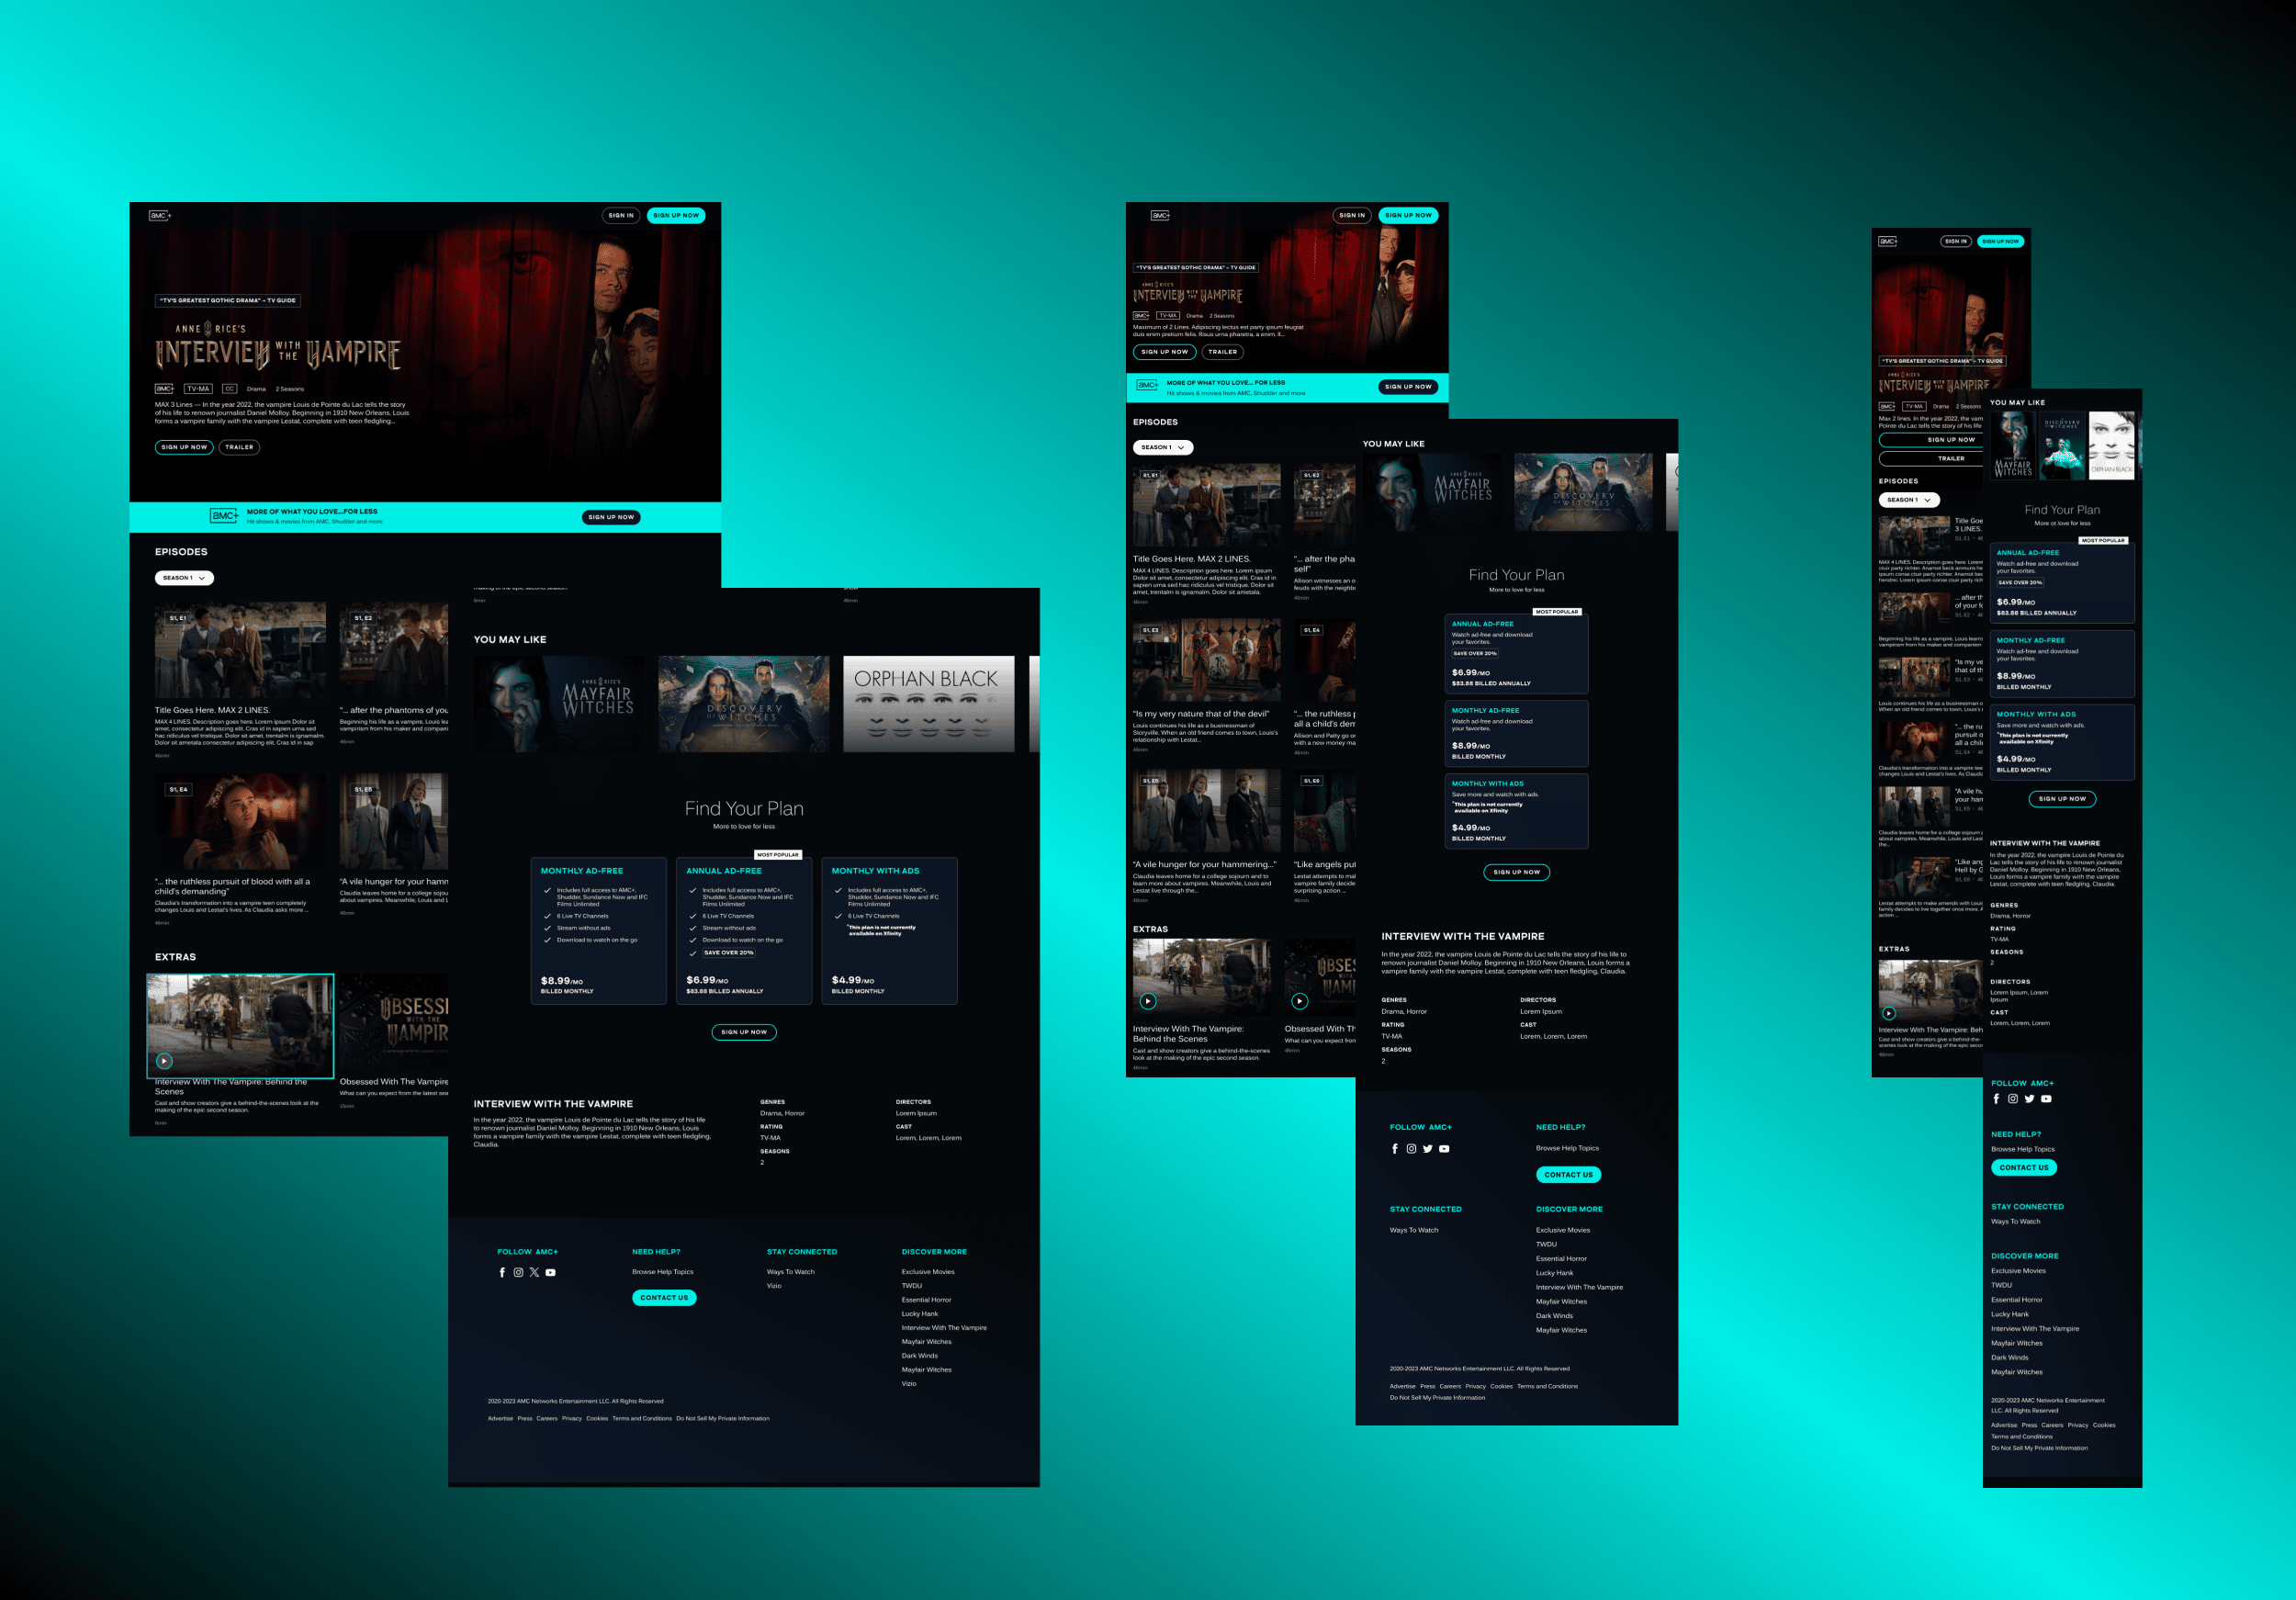 aMC+
SIGN IN
SIGN UP NOW
"TV'S GREATEST GOTHIC DRAMA" – TV GUIDE
ANNE RICE'S
INTERVIEW WITH THE VAMPIRE
aMC+ TV-MA CC Drama 2 Seasons
MAX 3 Lines — In the year 2022, the vampire Louis de Pointe du Lac tells the story
of his life to renown journalist Daniel Molloy. Beginning in 1910 New Orleans, Louis
forms a vampire family with the vampire Lestat, complete with teen fledgling...
SIGN UP NOW
TRAILER
aMC+
MORE OF WHAT YOU LOVE...FOR LESS
Hit shows & movies from AMC, Shudder and more
SIGN UP NOW
EPISODES
SEASON 1
S1, E1
S1, E2
Title Goes Here. MAX 2 LINES.
MAX 4 LINES. Description goes here. Lorem ipsum Dolor sit
amet, consectetur adipiscing elit. Cras id in sapien urna sed
hac ridiculus vel tristique. Dolor sit amet, trentalm is ignamalm.
Dolor sit ametala consectetur adipiscing elit. Cras id in sap
46min
"... after the phantoms of you
Beginning his life as a vampire, Louis lea
vampirism from his maker and compani
46min
S1, E4
S1, E5
"... the ruthless pursuit of blood with all a
child's demanding"
Claudia's transformation into a vampire teen completely
changes Louis and Lestat's lives. As Claudia asks more ...
46min
"A vile hunger for your hamn
Claudia leaves home for a college sojou
about vampires. Meanwhile, Louis and L
46min
EXTRAS
Interview With The Vampire: Behind the
Scenes
Cast and show creators give a behind-the-scenes look at the
making of the epic second season.
9min
OBSESS
WITH THE
VAMPIR
Obsessed With The Vampire
What can you expect from the latest sea
15min
9min
46min
YOU MAY LIKE
ANNE RICE'S
MAYFAIR
WITCHES
A
DISCOVERY
OF WITCHES
ORPHAN BLACK
Find Your Plan
More to love for less
MONTHLY AD-FREE
Includes full access to AMC+,
Shudder, Sundance Now and IFC
Films Unlimited
6 Live TV Channels
Stream without ads
Download to watch on the go
$8.99/MO
BILLED MONTHLY
MOST POPULAR
ANNUAL AD-FREE
Includes full access to AMC+,
Shudder, Sundance Now and IFC
Films Unlimited
6 Live TV Channels
Stream without ads
Download to watch on the go
SAVE OVER 20%
$6.99/MO
$83.88 BILLED ANNUALLY
MONTHLY WITH ADS
Includes full access to AMC+,
Shudder, Sundance Now and IFC
Films Unlimited
6 Live TV Channels
*This plan is not currently
available on Xfinity
$4.99/MO
BILLED MONTHLY
SIGN UP NOW
INTERVIEW WITH THE VAMPIRE
In the year 2022, the vampire Louis de Pointe du Lac tells the story of his life
to renown journalist Daniel Molloy. Beginning in 1910 New Orleans, Louis
forms a vampire family with the vampire Lestat, complete with teen fledgling,
Claudia.
GENRES
Drama, Horror
RATING
TV-MA
SEASONS
2
DIRECTORS
Lorem Ipsum
CAST
Lorem, Lorem, Lorem
FOLLOW AMC+
NEED HELP?
Browse Help Topics
CONTACT US
STAY CONNECTED
Ways To Watch
Vizio
DISCOVER MORE
Exclusive Movies
TWDU
Essential Horror
Lucky Hank
Interview With The Vampire
Mayfair Witches
Dark Winds
Mayfair Witches
Vizio
2020-2023 AMC Networks Entertainment LLC. All Rights Reserved
Advertise Press Careers Privacy Cookies Terms and Conditions Do Not Sell My Private Information
aMC+
SIGN IN
SIGN UP NOW
"TV'S GREATEST GOTHIC DRAMA" – TV GUIDE
ANNE RICE'S
INTERVIEW WITH THE VAMPIRE
aMC+ TV-MA Drama 2 Seasons
Maximum of 2 Lines. Adipiscing lectus est party ipsum feugiat
duis enim pretium felis. Risus urna pharetra, a enim. it...
SIGN UP NOW
TRAILER
aMC+
MORE OF WHAT YOU LOVE... FOR LESS
Hit shows & movies from AMC, Shudder and more
SIGN UP NOW
EPISODES
SEASON 1
S1, E1
S1, E2
Title Goes Here. MAX 2 LINES.
MAX 4 LINES. Description goes here. Lorem ipsum
Dolor sit amet, consectetur adipiscing elit. Cras id in
sapien urna sed hac ridiculus vel tristique. Dolor sit
amet, trentalm is ignamalm. Dolor sit ametala.
46min
"... after the pha
self"
Allison witnesses an o
feuds with the neighb
46min
S1, E3
S1, E4
"Is my very nature that of the devil"
Louis continues his life as a businessman of
Storyville. When an old friend comes to town, Louis's
relationship with Lestat...
46min
"... the ruthless p
all a child's den
Allison and Patty go o
with a new money ma
46min
S1, E5
S1, E6
"A vile hunger for your hammering..."
Claudia leaves home for a college sojourn and to
learn more about vampires. Meanwhile, Louis and
Lestat live through the...
46min
"Like angels put
Lestat attempts to ma
vampire family decide
surprising action ...
46min
EXTRAS
Interview With The Vampire:
Behind the Scenes
Cast and show creators give a behind-the-scenes
look at the making of the epic second season.
46min
OBSES
WITH
VAM
Obsessed With Th
What can you expect from
46min
YOU MAY LIKE
ANNE RICE'S
MAYFAIR
WITCHES
A
DISCOVERY
OF WITCHES
Find Your Plan
More to love for less
MOST POPULAR
ANNUAL AD-FREE
Watch ad-free and download
your favorites.
SAVE OVER 20%
$6.99/MO
$83.88 BILLED ANNUALLY
MONTHLY AD-FREE
Watch ad-free and download
your favorites.
$8.99/MO
BILLED MONTHLY
MONTHLY WITH ADS
Save more and watch with ads.
*This plan is not currently
available on Xfinity
$4.99/MO
BILLED MONTHLY
SIGN UP NOW
INTERVIEW WITH THE VAMPIRE
In the year 2022, the vampire Louis de Pointe du Lac tells the story of his life to
renown journalist Daniel Molloy. Beginning in 1910 New Orleans, Louis forms a
vampire family with the vampire Lestat, complete with teen fledgling, Claudia.
GENRES
Drama, Horror
RATING
TV-MA
SEASONS
2
DIRECTORS
Lorem Ipsum
CAST
Lorem, Lorem, Lorem
FOLLOW AMC+
NEED HELP?
Browse Help Topics
CONTACT US
STAY CONNECTED
Ways To Watch
DISCOVER MORE
Exclusive Movies
TWDU
Essential Horror
Lucky Hank
Interview With The Vampire
Mayfair Witches
Dark Winds
Mayfair Witches
2020-2023 AMC Networks Entertainment LLC. All Rights Reserved
Advertise Press Careers Privacy Cookies Terms and Conditions
Do Not Sell My Private Information
aMC+
SIGN IN
SIGN UP NOW
"TV'S GREATEST GOTHIC DRAMA" – TV GUIDE
ANNE RICE'S
INTERVIEW WITH THE VAMPIRE
aMC+ TV-MA Drama 2 Seasons
Max 2 lines. In the year 2022, the vam
Pointe du Lac tells the story of his life
SIGN UP NOW
TRAILER
EPISODES
SEASON 1
Title Goe
3 LINES.
S1, E1 • 46
MAX 4 LINES. Description goes here. Lorem
"... after th
of your fo
S1, E2 • 46
Beginning his life as a vampire, Louis learns
vampirism from his maker and companion
"Is my ve
that of th
S1, E3 • 46
Louis continues his life as a businessman o
When an old friend comes to town, Louis's
"... the ru
pursuit o
all a chil
S1, E4 • 46
Claudia's transformation into a vampire tee
changes Louis and Lestat's lives. As Claudi
"A vile hu
your han
S1, E5 • 46
Claudia leaves home for a college sojourn a
about vampires. Meanwhile, Louis and Lest
the...
"Like ang
Hell by G
S1, E6 • 46
Lestat attempts to make amends with Loui
family decides to live together once more. A
action ...
EXTRAS
Interview With The Vampire: Beh
Cast and show creators give a behind-the-
scenes look at the making of the epic secon
46min
YOU MAY LIKE
MAYFAIR
WITCHES
A
DISCOVERY
OF WITCHES
ORPHAN BLACK
Find Your Plan
More ot love for less
MOST POPULAR
ANNUAL AD-FREE
Watch ad-free and download
your favorites.
SAVE OVER 20%
$6.99/MO
$83.88 BILLED ANNUALLY
MONTHLY AD-FREE
Watch ad-free and download
your favorites.
$8.99/MO
BILLED MONTHLY
MONTHLY WITH ADS
Save more and watch with ads.
*This plan is not currently
available on Xfinity
$4.99/MO
BILLED MONTHLY
SIGN UP NOW
INTERVIEW WITH THE VAMPIRE
In the year 2022, the vampire Louis de Pointe du
Lac tells the story of his life to renown journalist
Daniel Molloy. Beginning in 1910 New Orleans,
Louis forms a vampire family with the vampire
Lestat, complete with teen fledgling, Claudia.
GENRES
Drama, Horror
RATING
TV-MA
SEASONS
2
DIRECTORS
Lorem Ipsum, Lorem
Ipsum
CAST
Lorem, Lorem, Lorem
FOLLOW AMC+
NEED HELP?
Browse Help Topics
CONTACT US
STAY CONNECTED
Ways To Watch
DISCOVER MORE
Exclusive Movies
TWDU
Essential Horror
Lucky Hank
Interview With The Vampire
Mayfair Witches
Dark Winds
Mayfair Witches
2020-2023 AMC Networks Entertainment
LLC. All Rights Reserved
Advertise Press Careers Privacy Cookies
Terms and Conditions
Do Not Sell My Private Information